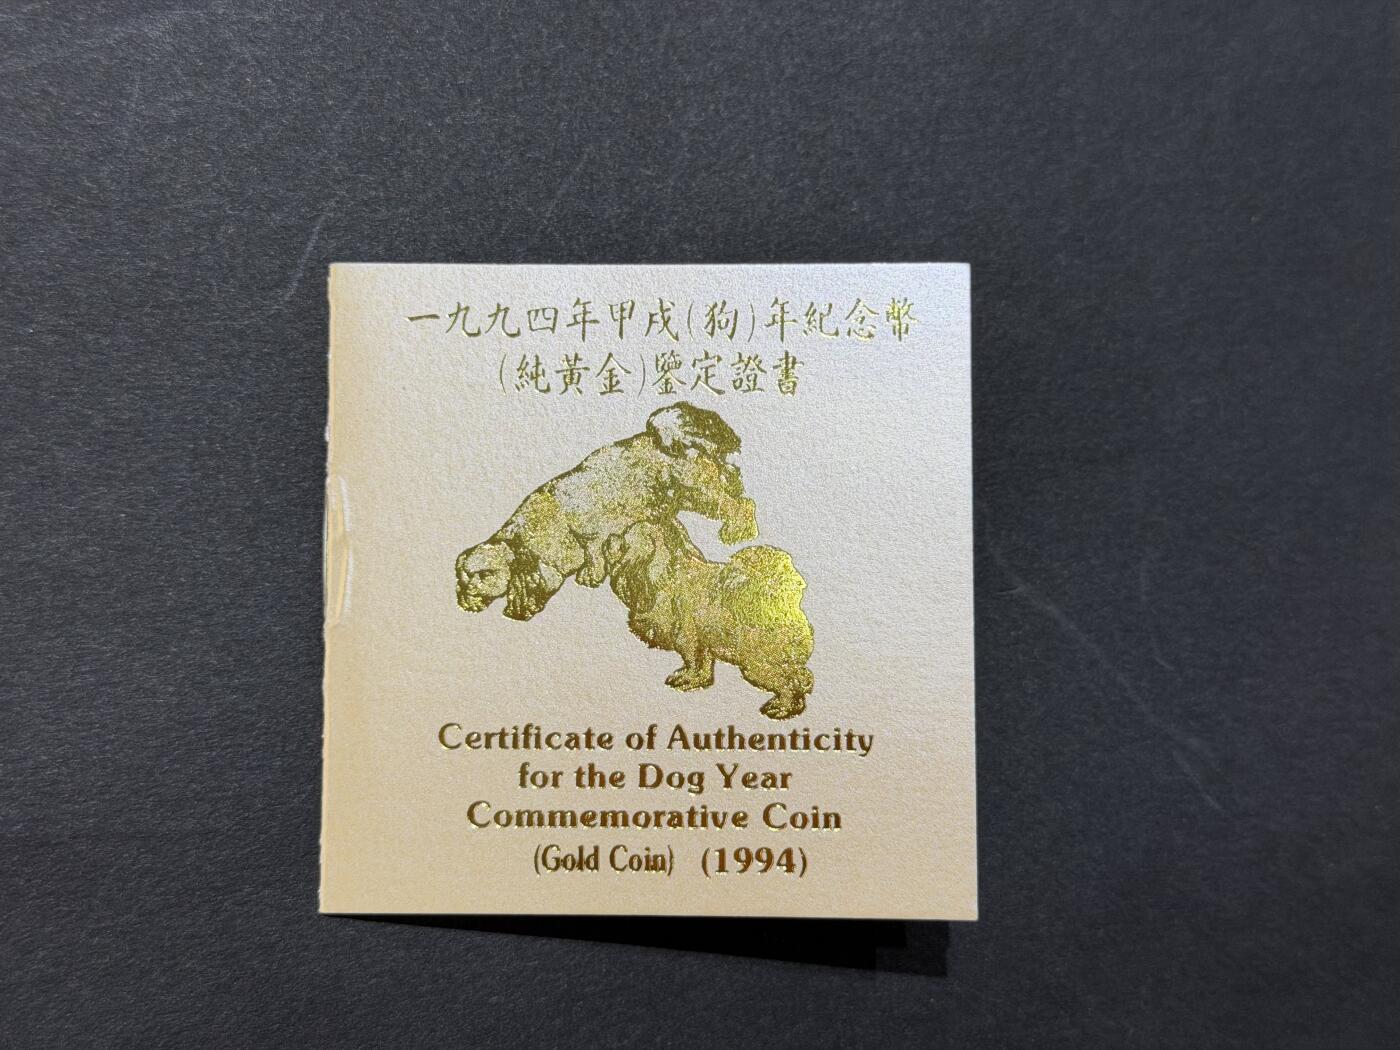 一九九四年甲戌(狗)年紀念幣
(純黃金)鑒定證書
Certificate of Authenticity
for the Dog Year
Commemorative Coin
(Gold Coin) (1994)